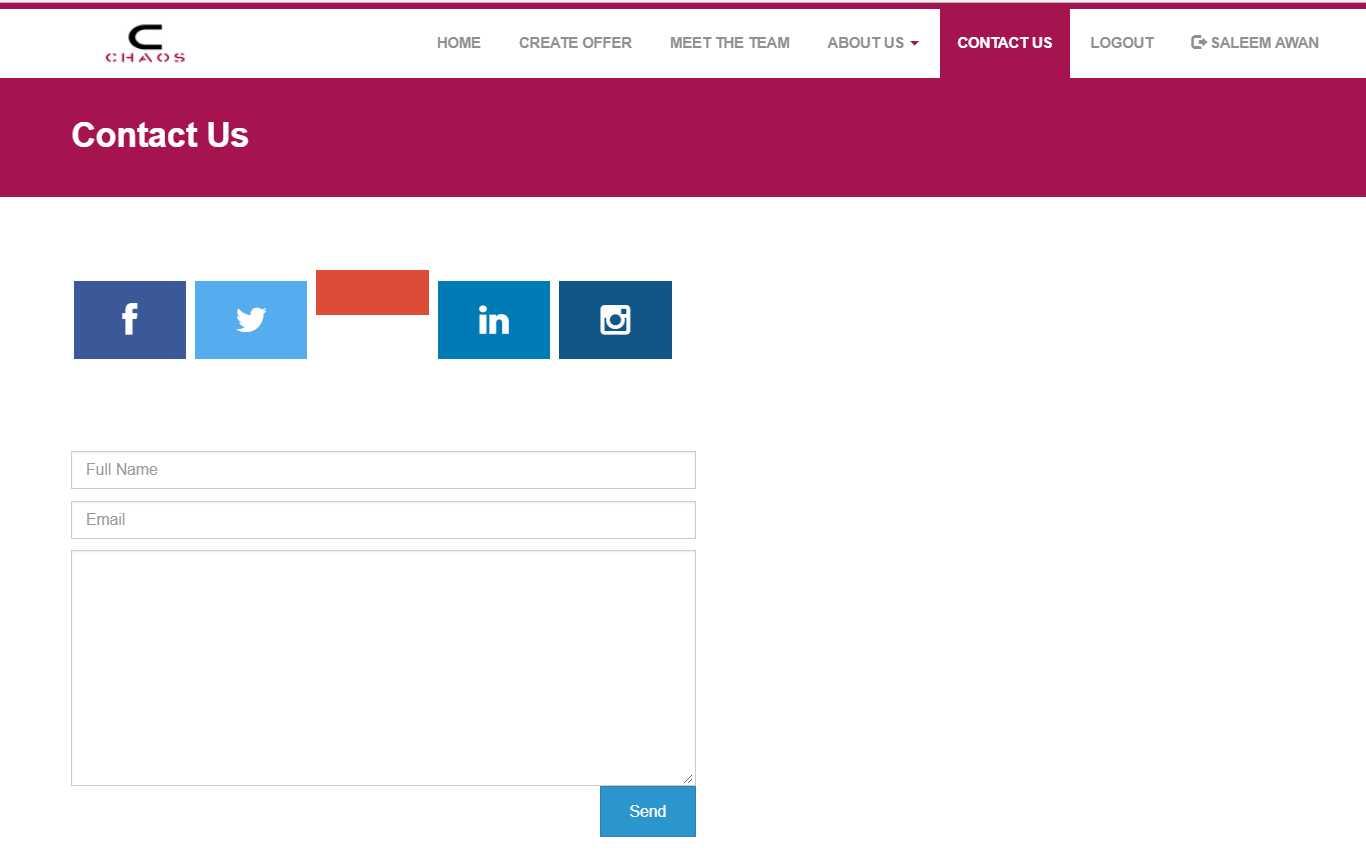 CHAOS
HOME CREATE OFFER MEET THE TEAM ABOUT US CONTACT US LOGOUT SALEEM AWAN
Contact Us
f in
Full Name
Email
Send